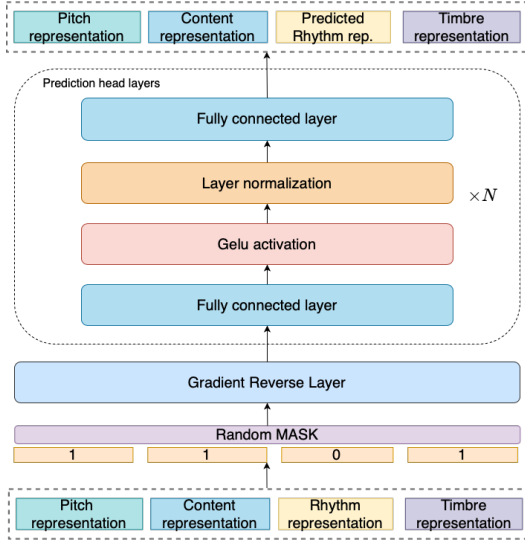 Pitch representation
Content representation
Predicted Rhythm rep.
Timbre representation
Prediction head layers
Fully connected layer
Layer normalization
×N
Gelu activation
Fully connected layer
Gradient Reverse Layer
Random MASK
1 1 0 1
Pitch representation
Content representation
Rhythm representation
Timbre representation